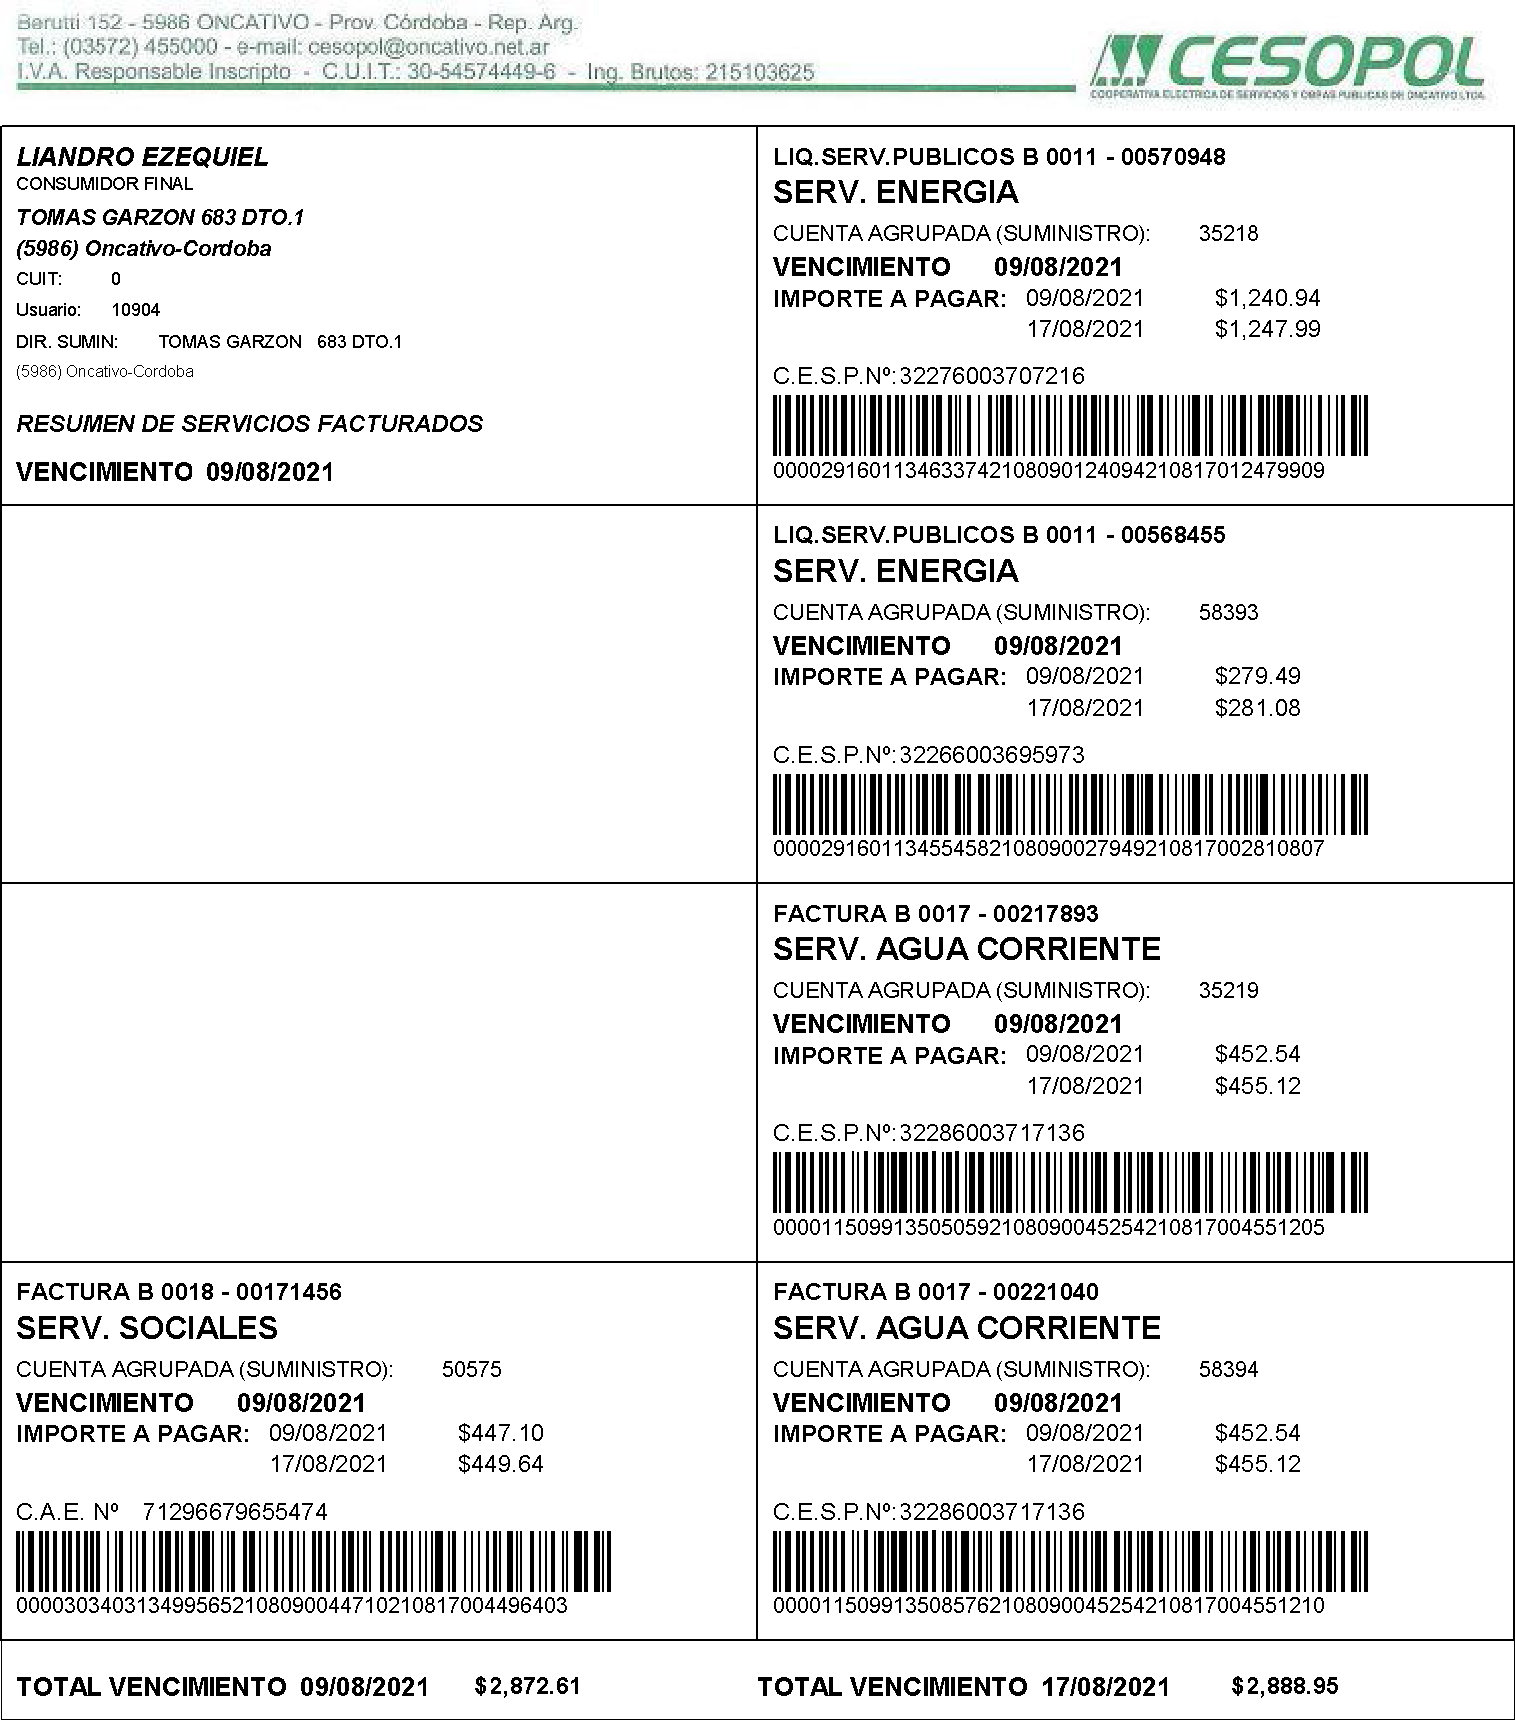 Berutti 152 - 5986 ONCATIVO - Prov. Córdoba - Rep. Arg.
Tel.: (03572) 455000 - e-mail: cesopol@oncativo.net.ar
I.V.A. Responsable Inscripto - C.U.I.T.: 30-54574449-6 - Ing. Brutos: 215103625
CESOPOL
COOPERATIVA ELECTRICA DE SERVICIOS Y OBRAS PUBLICAS DE ONCATIVO LTDA.
LIANDRO EZEQUIEL
CONSUMIDOR FINAL
TOMAS GARZON 683 DTO.1
(5986) Oncativo-Cordoba
CUIT: 0
Usuario: 10904
DIR. SUMIN: TOMAS GARZON 683 DTO.1
(5986) Oncativo-Cordoba
RESUMEN DE SERVICIOS FACTURADOS
VENCIMIENTO 09/08/2021
LIQ.SERV.PUBLICOS B 0011 - 00570948
SERV. ENERGIA
CUENTA AGRUPADA (SUMINISTRO): 35218
VENCIMIENTO 09/08/2021
IMPORTE A PAGAR: 09/08/2021 $1,240.94
17/08/2021 $1,247.99
C.E.S.P.Nº: 32276003707216
00002916011346337421080901240942108170124799​09
LIQ.SERV.PUBLICOS B 0011 - 00568455
SERV. ENERGIA
CUENTA AGRUPADA (SUMINISTRO): 58393
VENCIMIENTO 09/08/2021
IMPORTE A PAGAR: 09/08/2021 $279.49
17/08/2021 $281.08
C.E.S.P.Nº: 32266003695973
0000291601134554582108090027949210817002810807
FACTURA B 0017 - 00217893
SERV. AGUA CORRIENTE
CUENTA AGRUPADA (SUMINISTRO): 35219
VENCIMIENTO 09/08/2021
IMPORTE A PAGAR: 09/08/2021 $452.54
17/08/2021 $455.12
C.E.S.P.Nº: 32286003717136
0000115099135050592108090045254210817004551205
FACTURA B 0018 - 00171456
SERV. SOCIALES
CUENTA AGRUPADA (SUMINISTRO): 50575
VENCIMIENTO 09/08/2021
IMPORTE A PAGAR: 09/08/2021 $447.10
17/08/2021 $449.64
C.A.E. Nº 71296679655474
0000303403134995652108090044710210817004496403
FACTURA B 0017 - 00221040
SERV. AGUA CORRIENTE
CUENTA AGRUPADA (SUMINISTRO): 58394
VENCIMIENTO 09/08/2021
IMPORTE A PAGAR: 09/08/2021 $452.54
17/08/2021 $455.12
C.E.S.P.Nº: 32286003717136
0000115099135085762108090045254210817004551210
TOTAL VENCIMIENTO 09/08/2021 $2,872.61 TOTAL VENCIMIENTO 17/08/2021 $2,888.95